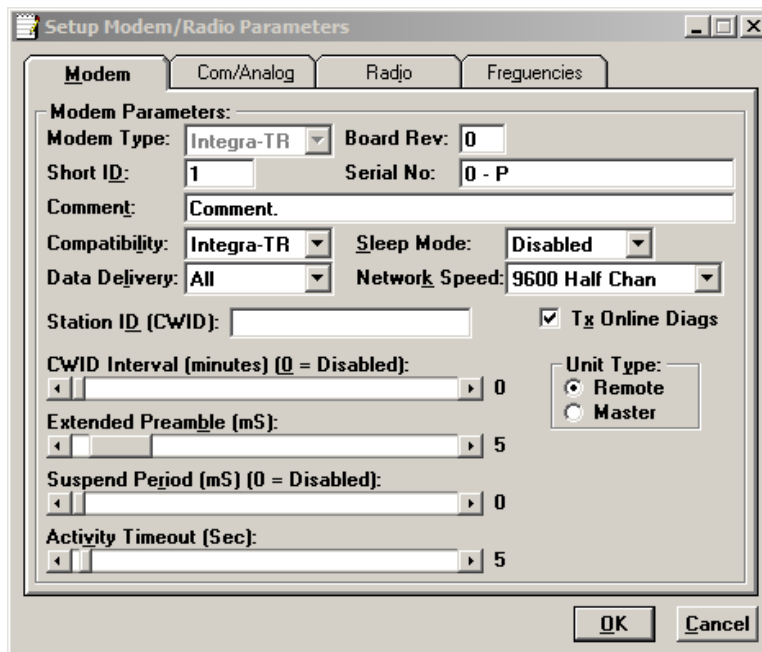 Setup Modem/Radio Parameters
Modem Com/Analog Radio Freguencies
Modem Parameters:
Modem Type: Integra-TR Board Rev: 0
Short ID: 1 Serial No: 0 - P
Comment: Comment.
Compatibility: Integra-TR Sleep Mode: Disabled
Data Delivery: All Network Speed: 9600 Half Chan
Station ID (CWID): Tx Online Diags
CWID Interval (minutes) (0 = Disabled):
0
Unit Type:
Remote
Master
Extended Preamble (mS):
5
Suspend Period (mS) (0 = Disabled):
0
Activity Timeout (Sec):
5
OK Cancel